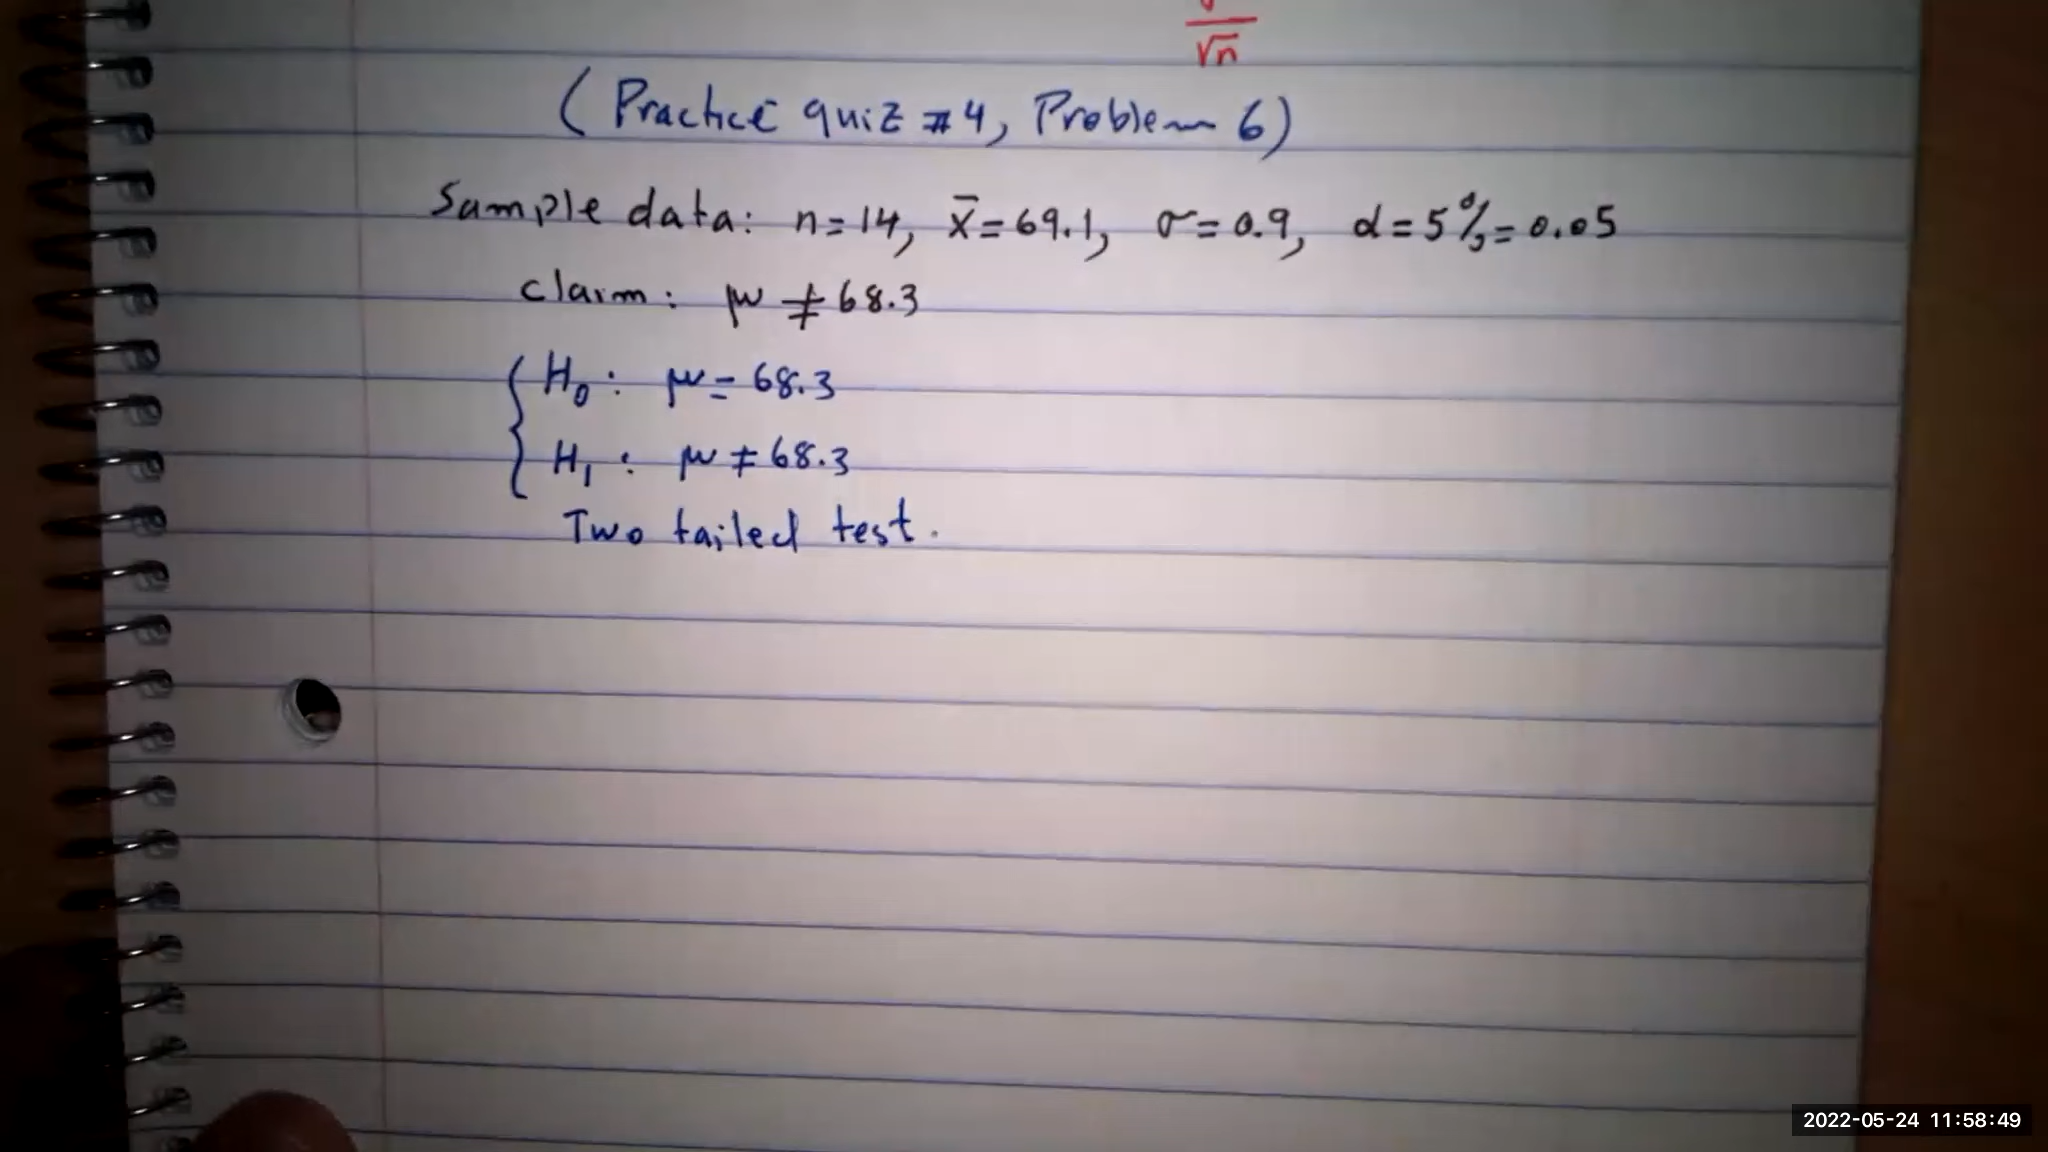 √n
(Practice quiz #4, Problem 6)
Sample data: n=14, x̄=69.1, σ=0.9, α=5%=0.05
claim: μ≠68.3
H₀: μ=68.3
H₁: μ≠68.3
Two tailed test.
2022-05-24 11:58:49